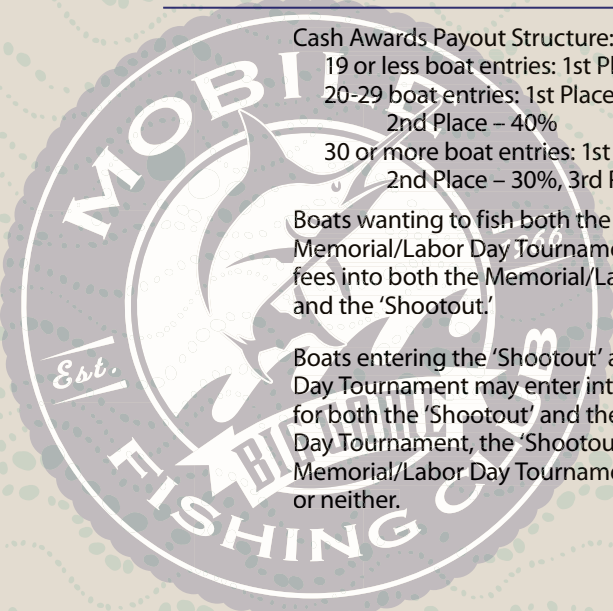 MOBILE
BIG GAME
FISHING CLUB
Est.
Cash Awards Payout Structure:
19 or less boat entries: 1st Pl
20-29 boat entries: 1st Place
2nd Place – 40%
30 or more boat entries: 1st
2nd Place – 30%, 3rd P
Boats wanting to fish both the
Memorial/Labor Day Tourname
fees into both the Memorial/La
and the ‘Shootout.’
Boats entering the ‘Shootout’ a
Day Tournament may enter int
for both the ‘Shootout’ and the
Day Tournament, the ‘Shootou
Memorial/Labor Day Tourname
or neither.